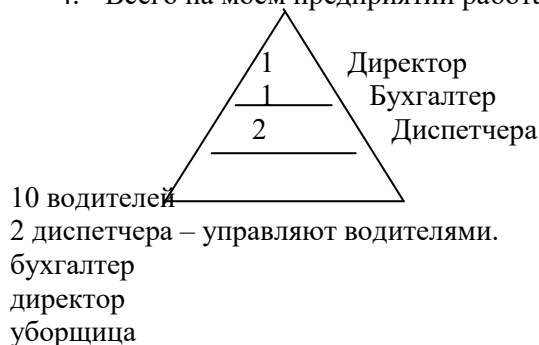 4. Всего на моем предприятии работа
1 Директор
1 Бухгалтер
2 Диспетчера
10 водителей
2 диспетчера – управляют водителями.
бухгалтер
директор
уборщица